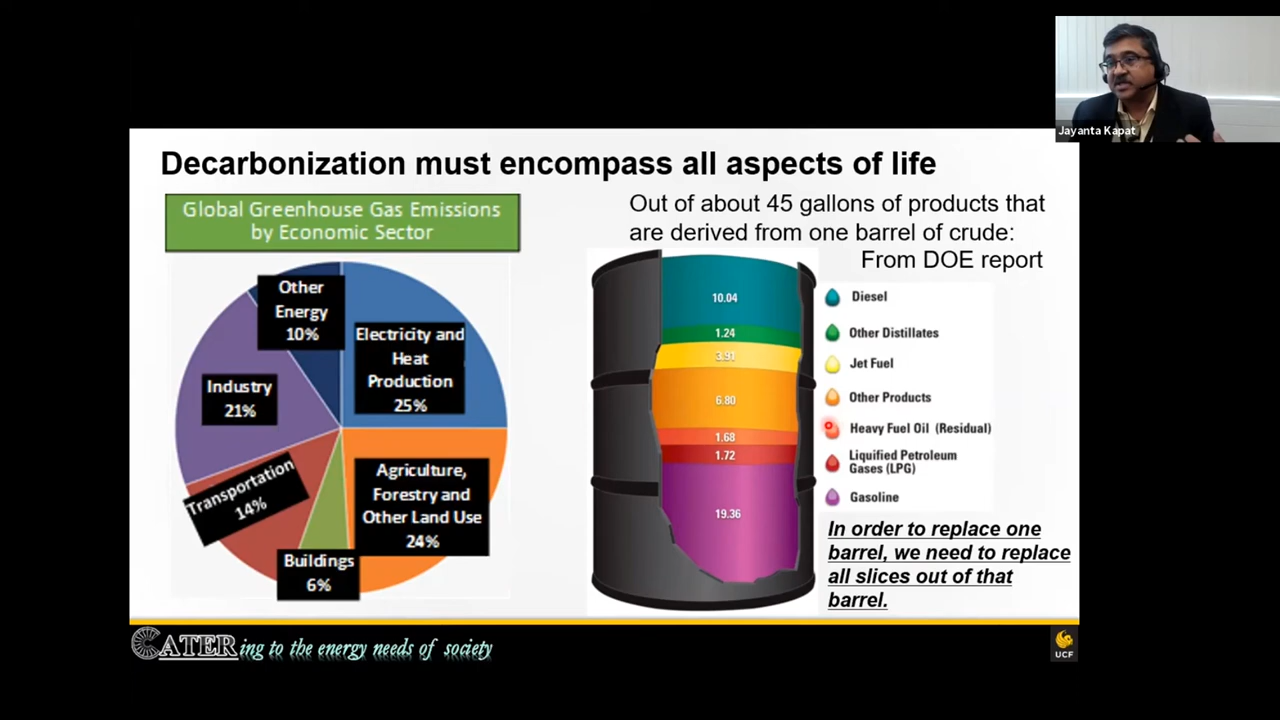 Jayanta Kapat
Decarbonization must encompass all aspects of life
Global Greenhouse Gas Emissions
by Economic Sector
Other
Energy
10%
Electricity and
Heat
Production
25%
Industry
21%
Transportation
14%
Agriculture,
Forestry and
Other Land Use
24%
Buildings
6%
Out of about 45 gallons of products that
are derived from one barrel of crude:
From DOE report
10.04
1.24
3.91
6.80
1.68
1.72
19.36
Diesel
Other Distillates
Jet Fuel
Other Products
Heavy Fuel Oil (Residual)
Liquified Petroleum
Gases (LPG)
Gasoline
In order to replace one
barrel, we need to replace
all slices out of that
barrel.
CATERing to the energy needs of society
UCF